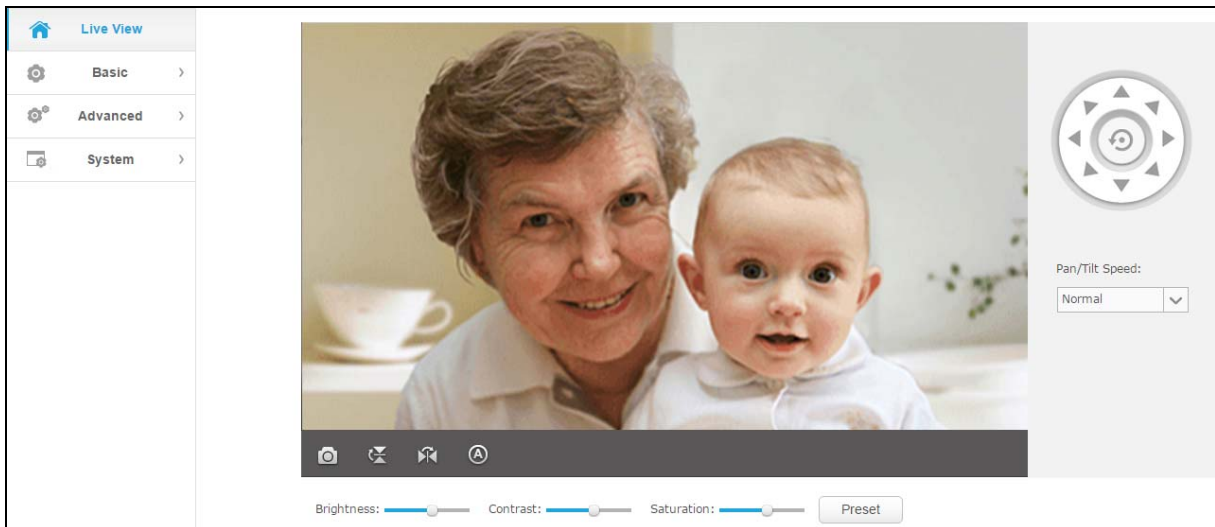 Live View
Basic
Advanced
System
A
Pan/Tilt Speed:
Normal
Brightness:
Contrast:
Saturation:
Preset